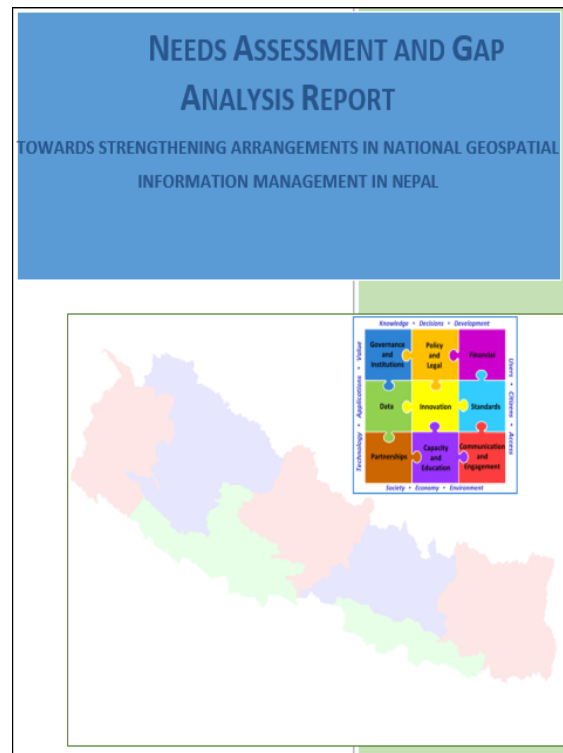 NEEDS ASSESSMENT AND GAP
ANALYSIS REPORT
TOWARDS STRENGTHENING ARRANGEMENTS IN NATIONAL GEOSPATIAL
INFORMATION MANAGEMENT IN NEPAL
Knowledge • Decisions • Development
Governance
and
Institutions
Policy
and
Legal
Financial
Data
Innovation
Standards
Partnerships
Capacity
and
Education
Communication
and
Engagement
Technology • Applications • Value
Users • Citizens • Access
Society • Economy • Environment